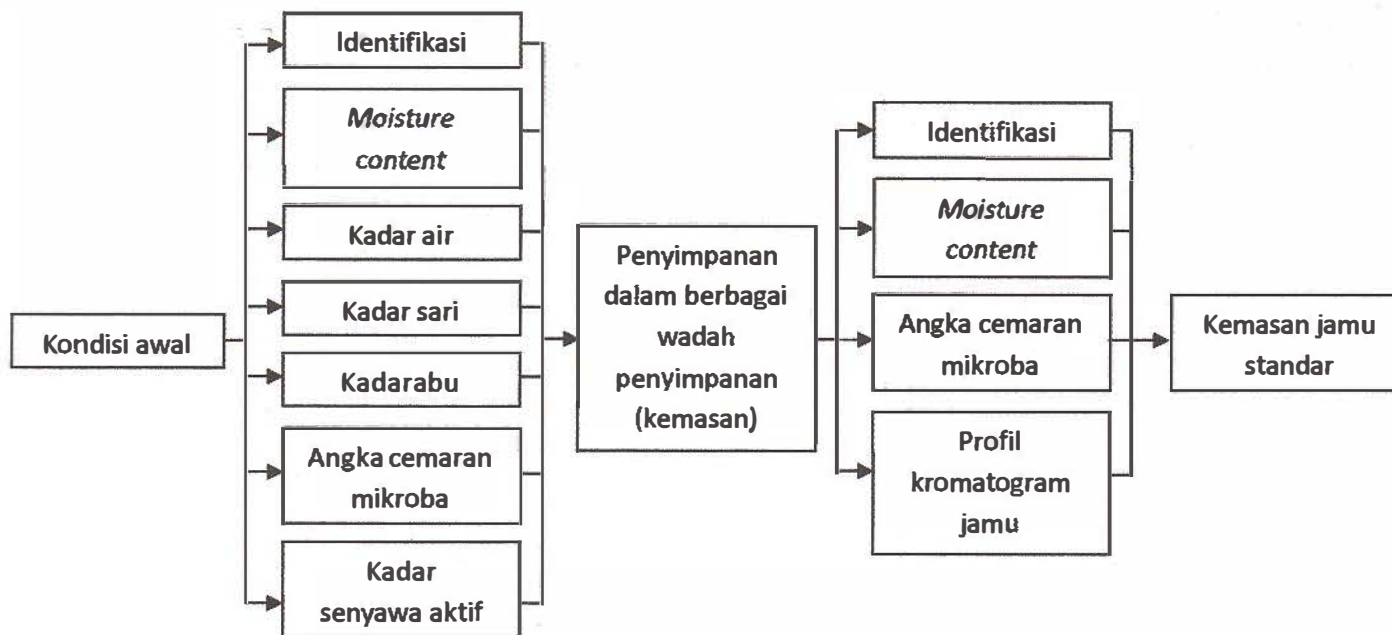 Kondisi awal
Identifikasi
Moisture
content
Kadar air
Kadar sari
Kadarabu
Angka cemaran
mikroba
Kadar
senyawa aktif
Penyimpanan
dalam berbagai
wadah
penyimpanan
(kemasan)
Identifikasi
Moisture
content
Angka cemaran
mikroba
Profil
kromatogram
jamu
Kemasan jamu
standar